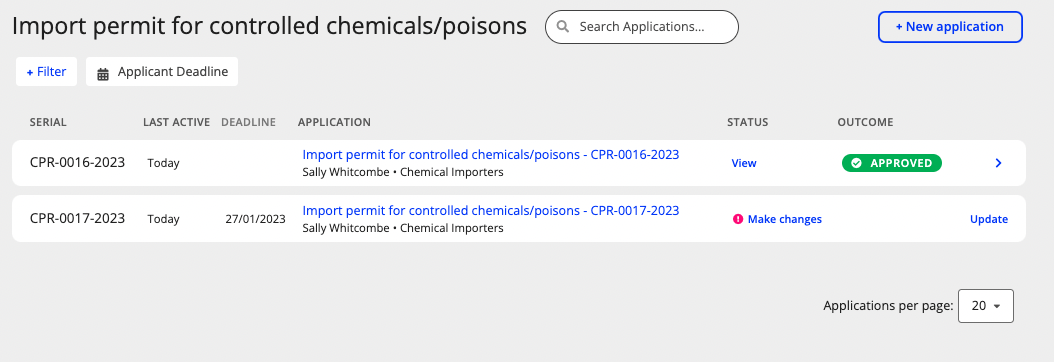 Import permit for controlled chemicals/poisons
Search Applications...
+ New application
+ Filter
Applicant Deadline
SERIAL LAST ACTIVE DEADLINE APPLICATION STATUS OUTCOME
CPR-0016-2023 Today Import permit for controlled chemicals/poisons - CPR-0016-2023 View APPROVED
Sally Whitcombe • Chemical Importers
CPR-0017-2023 Today 27/01/2023 Import permit for controlled chemicals/poisons - CPR-0017-2023 Make changes Update
Sally Whitcombe • Chemical Importers
Applications per page: 20